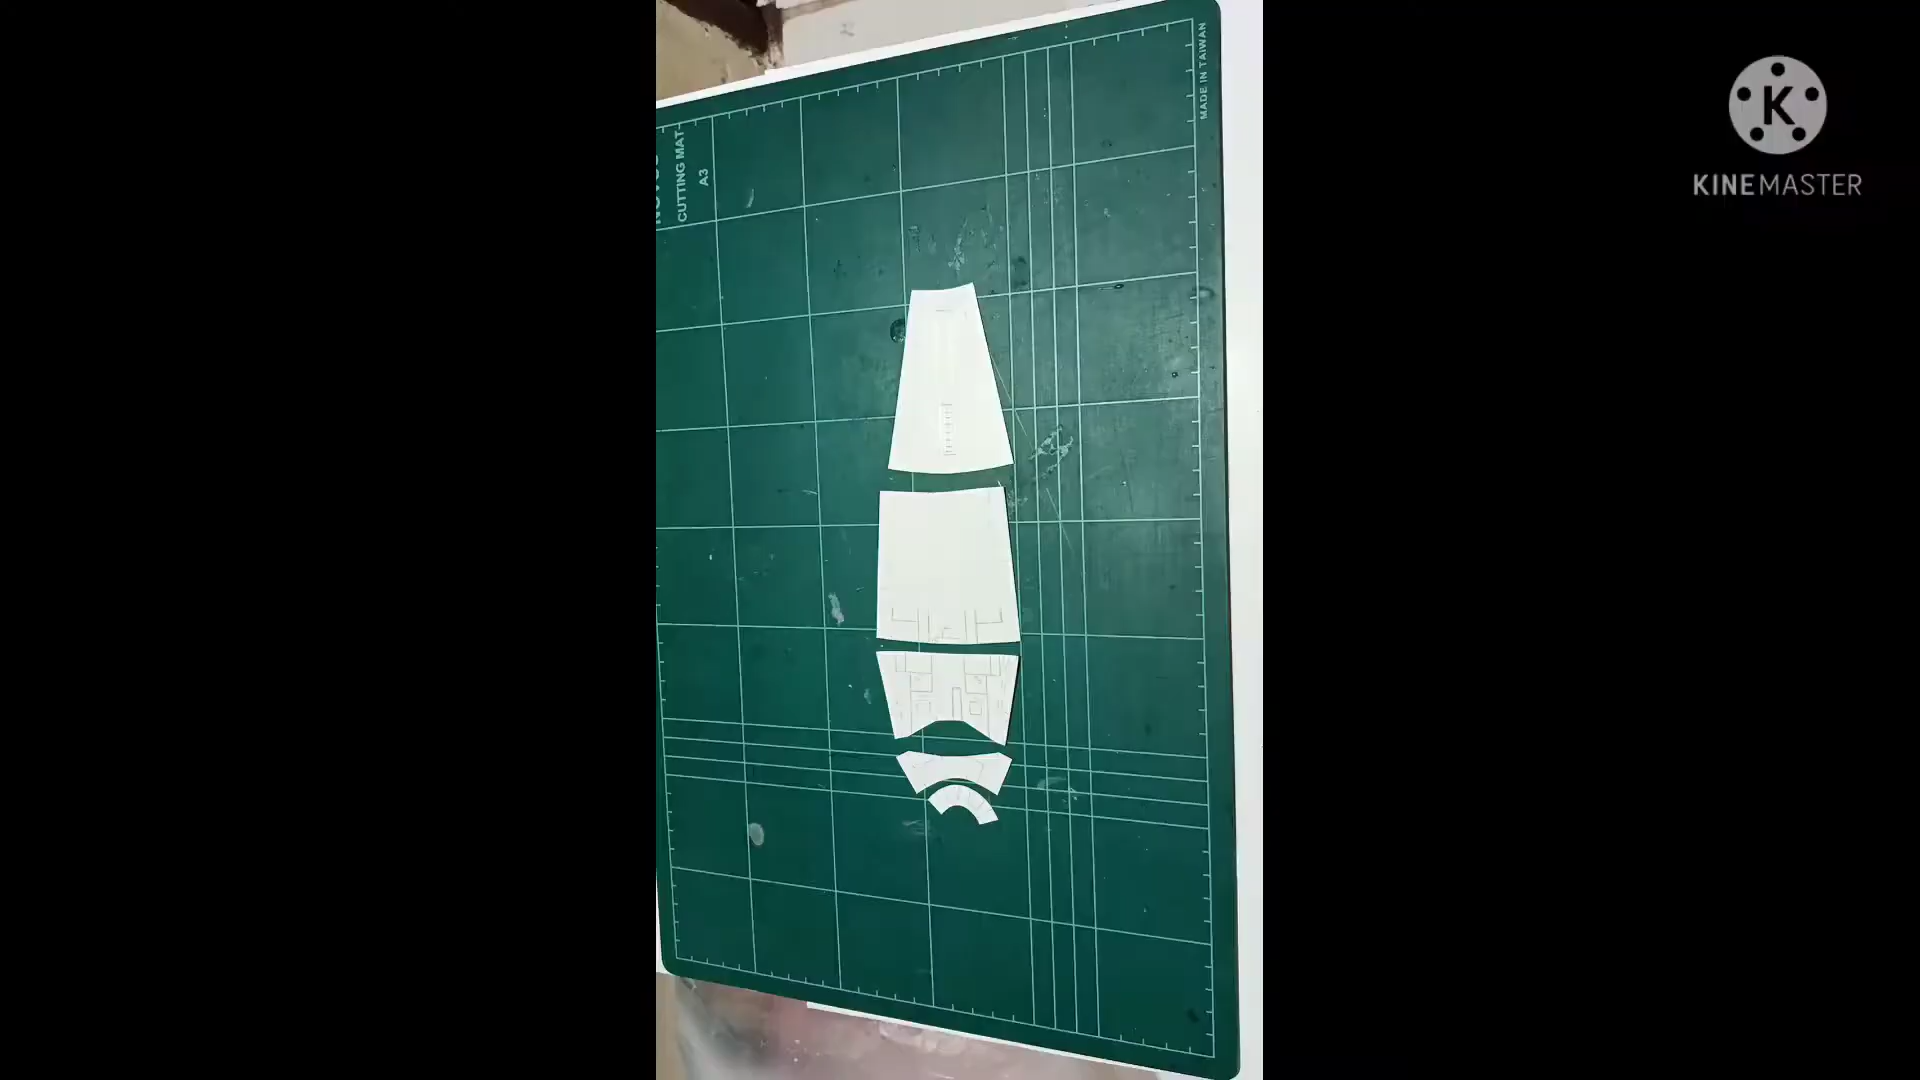 CUTTING MAT
A3
MADE IN TAIWAN
K
KINEMASTER